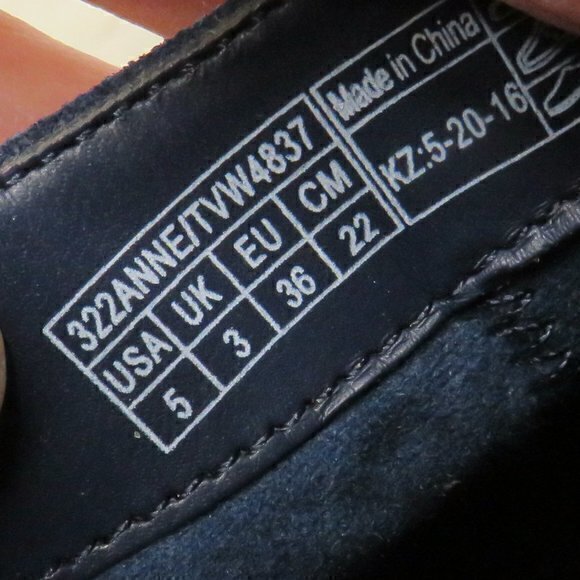 322ANNE/TVW4837
USA UK EU CM
5 3 36 22
Made in China
KZ:5-20-16